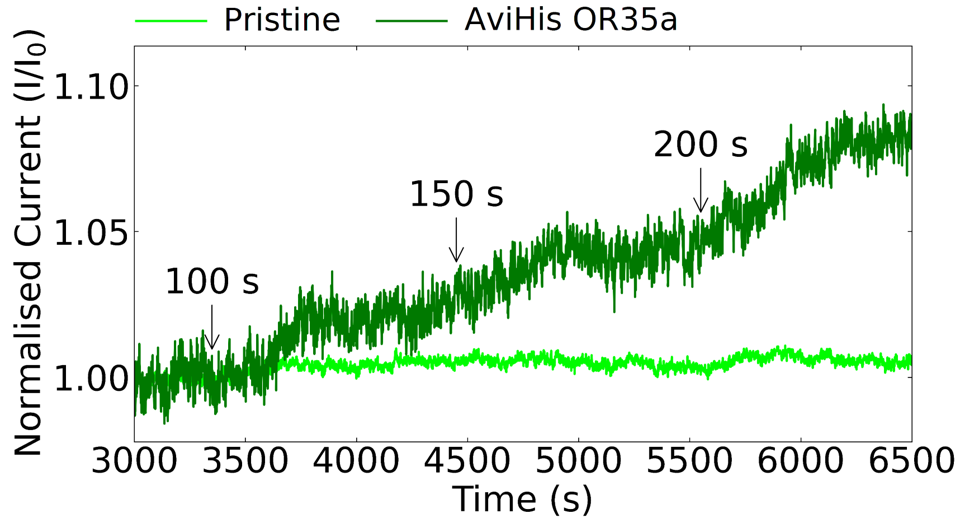 Pristine AviHis OR35a
Normalised Current (I/I₀)
1.10
1.05
1.00
100 s
150 s
200 s
3000 3500 4000 4500 5000 5500 6000 6500
Time (s)